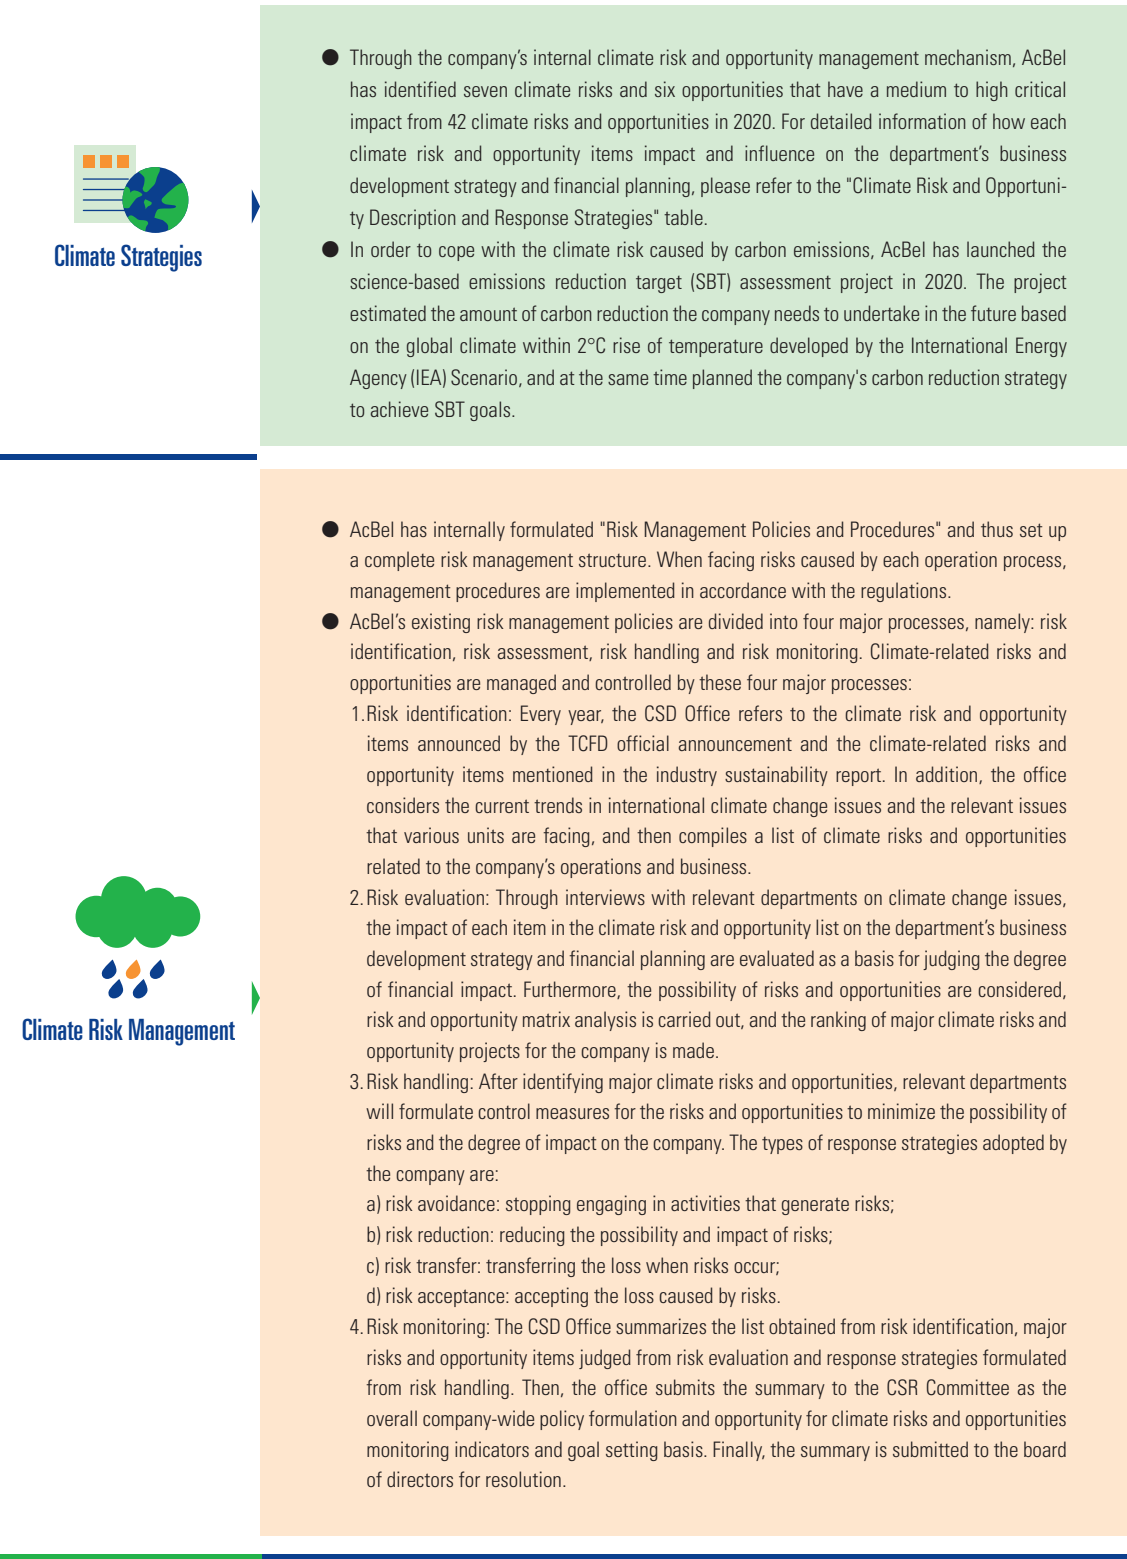 ● Through the company's internal climate risk and opportunity management mechanism, AcBel
has identified seven climate risks and six opportunities that have a medium to high critical
impact from 42 climate risks and opportunities in 2020. For detailed information of how each
climate risk and opportunity items impact and influence on the department's business
development strategy and financial planning, please refer to the "Climate Risk and Opportuni-
ty Description and Response Strategies" table.
Climate Strategies
● In order to cope with the climate risk caused by carbon emissions, AcBel has launched the
science-based emissions reduction target (SBT) assessment project in 2020. The project
estimated the amount of carbon reduction the company needs to undertake in the future based
on the global climate within 2°C rise of temperature developed by the International Energy
Agency (IEA) Scenario, and at the same time planned the company's carbon reduction strategy
to achieve SBT goals.
● AcBel has internally formulated "Risk Management Policies and Procedures" and thus set up
a complete risk management structure. When facing risks caused by each operation process,
management procedures are implemented in accordance with the regulations.
● AcBel's existing risk management policies are divided into four major processes, namely: risk
identification, risk assessment, risk handling and risk monitoring. Climate-related risks and
opportunities are managed and controlled by these four major processes:
1.Risk identification: Every year, the CSD Office refers to the climate risk and opportunity
items announced by the TCFD official announcement and the climate-related risks and
opportunity items mentioned in the industry sustainability report. In addition, the office
considers the current trends in international climate change issues and the relevant issues
that various units are facing, and then compiles a list of climate risks and opportunities
related to the company's operations and business.
2.Risk evaluation: Through interviews with relevant departments on climate change issues,
the impact of each item in the climate risk and opportunity list on the department's business
development strategy and financial planning are evaluated as a basis for judging the degree
of financial impact. Furthermore, the possibility of risks and opportunities are considered,
risk and opportunity matrix analysis is carried out, and the ranking of major climate risks and
opportunity projects for the company is made.
Climate Risk Management
3.Risk handling: After identifying major climate risks and opportunities, relevant departments
will formulate control measures for the risks and opportunities to minimize the possibility of
risks and the degree of impact on the company. The types of response strategies adopted by
the company are:
a) risk avoidance: stopping engaging in activities that generate risks;
b) risk reduction: reducing the possibility and impact of risks;
c) risk transfer: transferring the loss when risks occur;
d) risk acceptance: accepting the loss caused by risks.
4.Risk monitoring: The CSD Office summarizes the list obtained from risk identification, major
risks and opportunity items judged from risk evaluation and response strategies formulated
from risk handling. Then, the office submits the summary to the CSR Committee as the
overall company-wide policy formulation and opportunity for climate risks and opportunities
monitoring indicators and goal setting basis. Finally, the summary is submitted to the board
of directors for resolution.